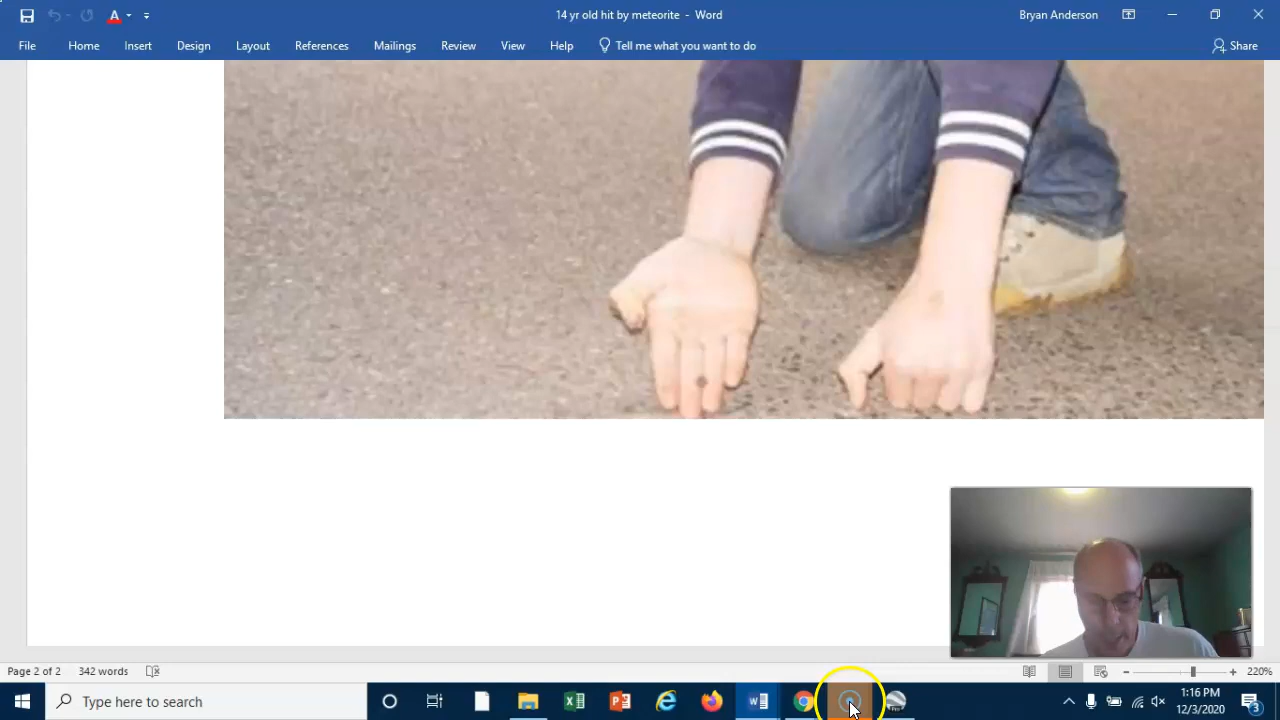 14 yr old hit by meteorite - Word
Bryan Anderson
File Home Insert Design Layout References Mailings Review View Help Tell me what you want to do Share
Page 2 of 2 342 words 220%
Type here to search
1:16 PM
12/3/2020
3